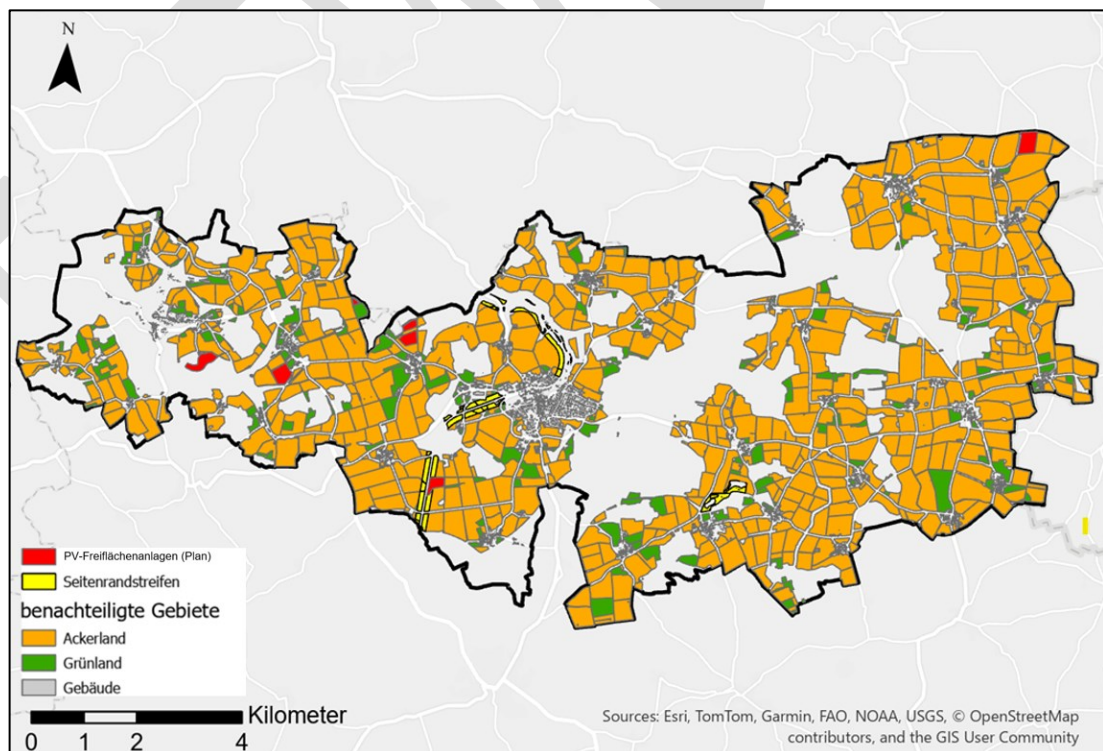 N
PV-Freiflächenanlagen (Plan)
Seitenrandstreifen
benachteiligte Gebiete
Ackerland
Grünland
Gebäude
Kilometer
0 1 2 4
Sources: Esri, TomTom, Garmin, FAO, NOAA, USGS, © OpenStreetMap
contributors, and the GIS User Community